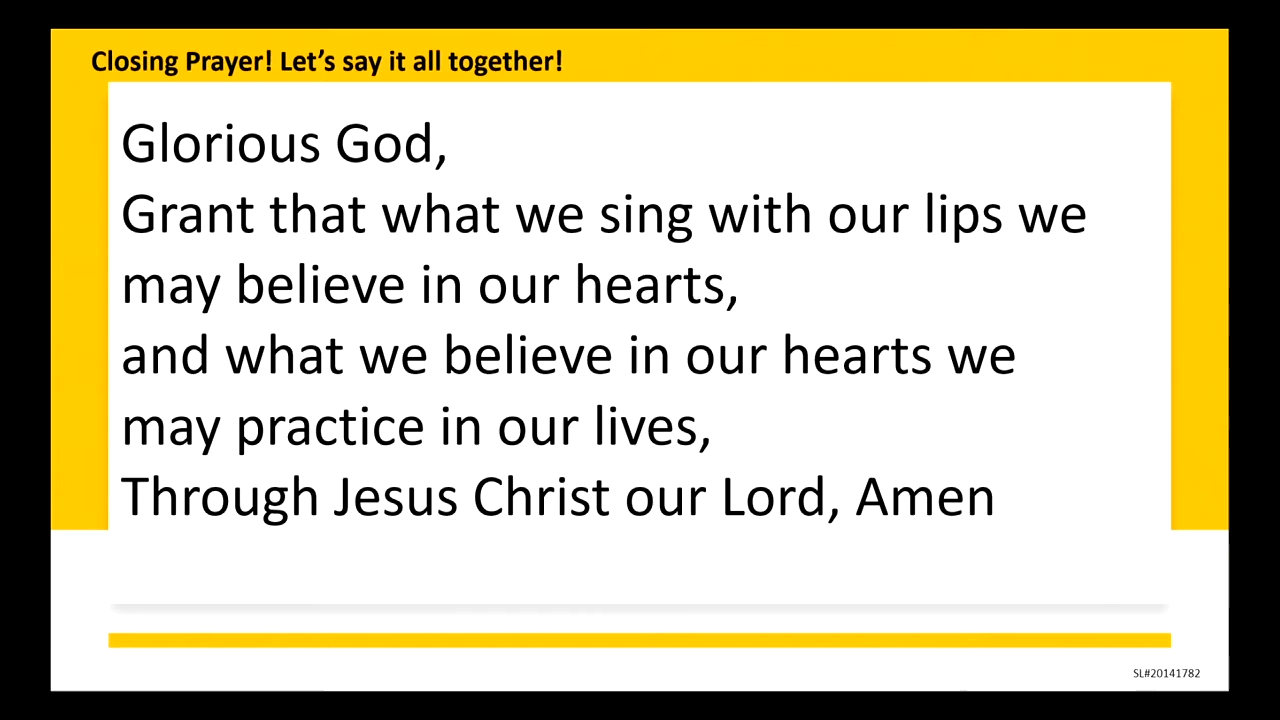 Closing Prayer! Let’s say it all together!
Glorious God,
Grant that what we sing with our lips we
may believe in our hearts,
and what we believe in our hearts we
may practice in our lives,
Through Jesus Christ our Lord, Amen
SL#20141782